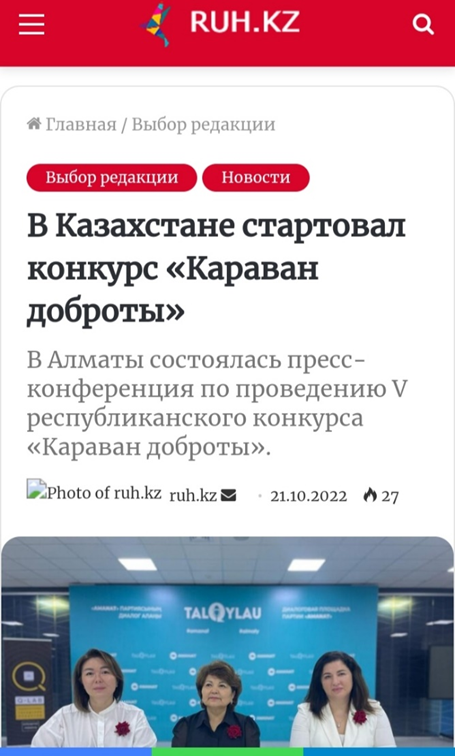 RUH.KZ
Главная / Выбор редакции
Выбор редакции Новости
В Казахстане стартовал
конкурс «Караван
доброты»
В Алматы состоялась пресс-
конференция по проведению V
республиканского конкурса
«Караван доброты».
Photo of ruh.kz ruh.kz 21.10.2022 27
TALQYLAU